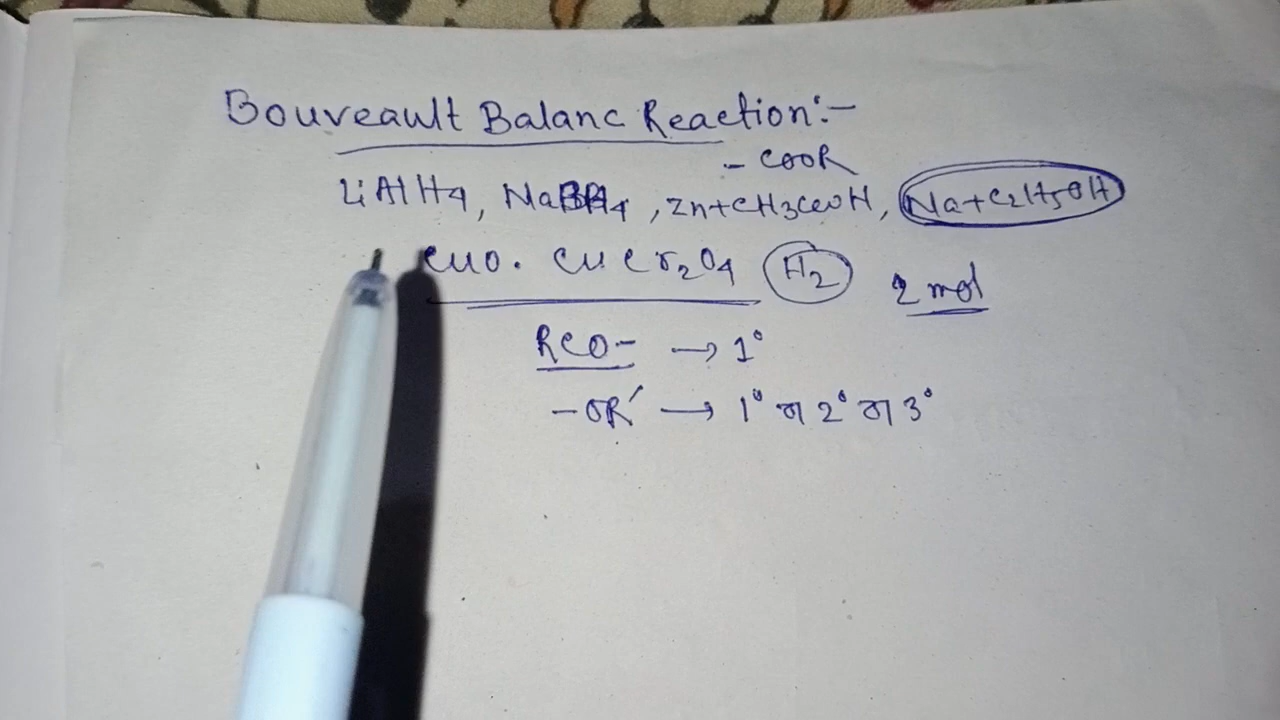 Bouveault Balanc Reaction:-
- COOR
LiAlH4, NaBH4, Zn+CH3COOH, Na+C2H5OH
CuO. CuCr2O4 H2 2 mol
RCO- → 1°
-OR' → 1° বা 2° বা 3°